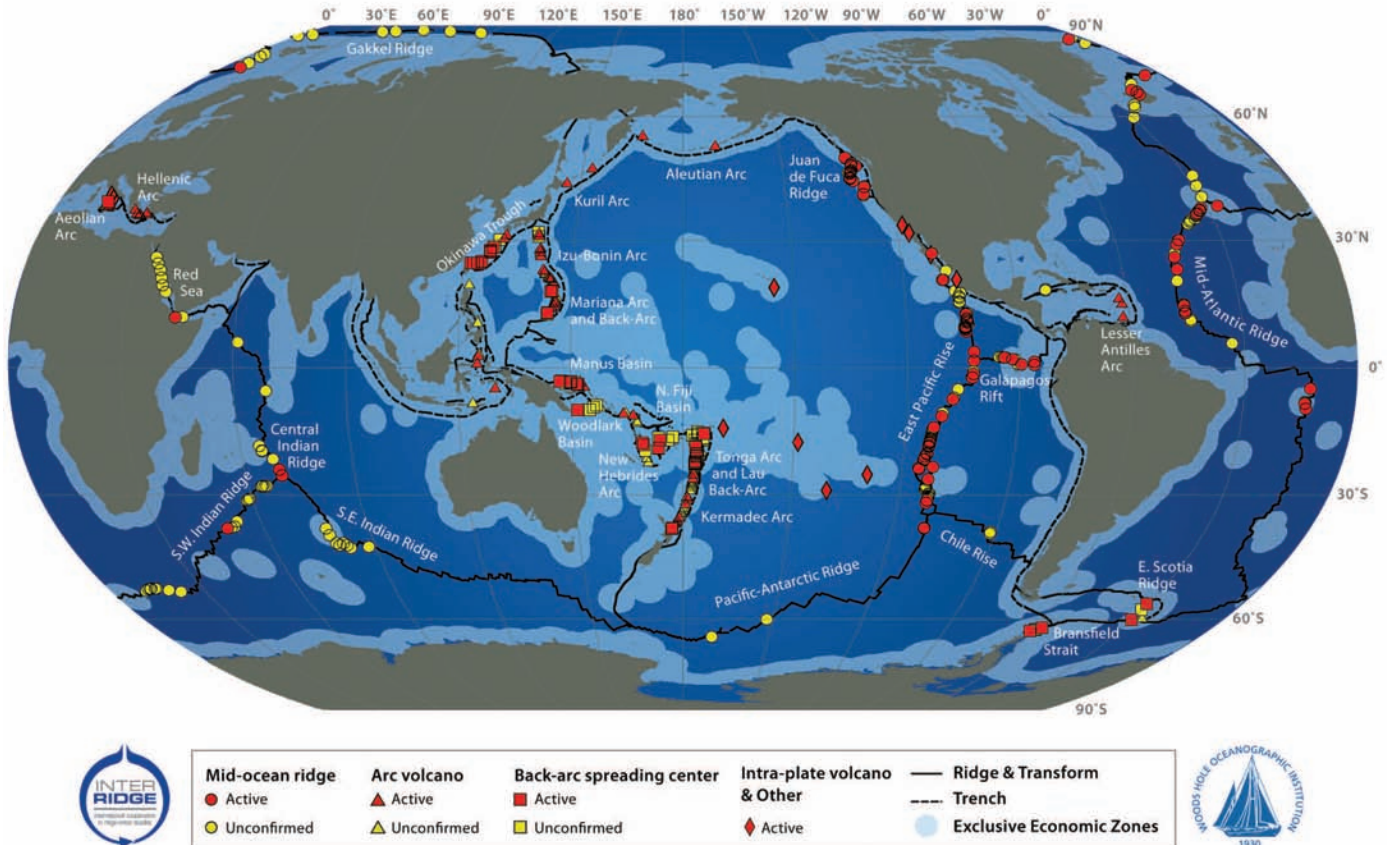 0° 30°E 60°E 90°E 120°E 150°E 180° 150°W 120°W 90°W 60°W 30°W 0° 90°N
Gakkel Ridge
60°N
Hellenic
Arc
Aeolian
Arc
Aleutian Arc
Juan
de Fuca
Ridge
Kuril Arc
Okinawa Trough
30°N
Izu-Bonin Arc
Red
Sea
Mariana Arc
and Back-Arc
Mid-Atlantic Ridge
Lesser
Antilles
Arc
Manus Basin
0°
East Pacific Rise
Galapagos
Rift
N. Fiji
Basin
Woodlark
Basin
Central
Indian
Ridge
New
Hebrides
Arc
Tonga Arc
and Lau
Back-Arc
30°S
Kermadec Arc
S.W. Indian Ridge
S.E. Indian Ridge
Chile Rise
Pacific-Antarctic Ridge
E. Scotia
Ridge
60°S
Bransfield
Strait
90°S
INTER
RIDGE
Mid-ocean ridge
Active
Unconfirmed
Arc volcano
Active
Unconfirmed
Back-arc spreading center
Active
Unconfirmed
Intra-plate volcano
& Other
Active
Ridge & Transform
Trench
Exclusive Economic Zones
WOODS HOLE OCEANOGRAPHIC INSTITUTION
1930